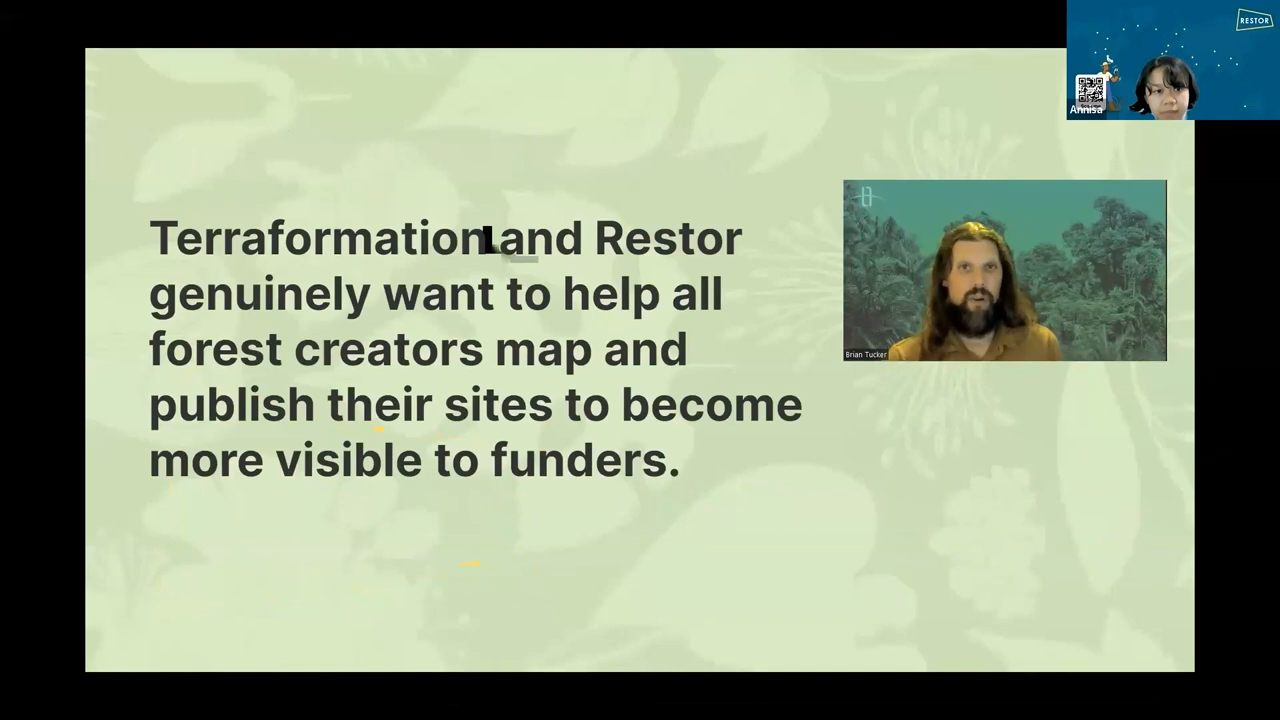 RESTOR
Annisa
Terraformation and Restor
genuinely want to help all
forest creators map and
publish their sites to become
more visible to funders.
Brian Tucker